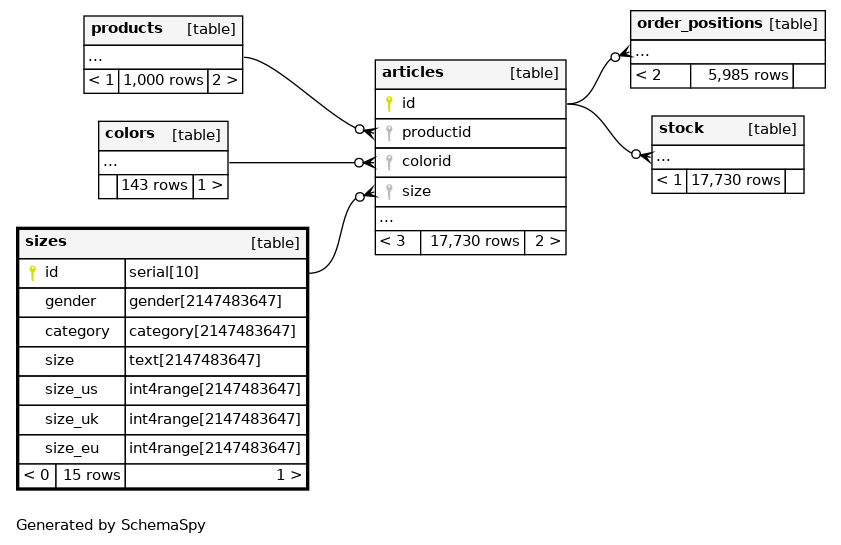 products [table]
...
< 1 1,000 rows 2 >
colors [table]
...
143 rows 1 >
sizes [table]
id serial[10]
gender gender[2147483647]
category category[2147483647]
size text[2147483647]
size_us int4range[2147483647]
size_uk int4range[2147483647]
size_eu int4range[2147483647]
< 0 15 rows 1 >
articles [table]
id
productid
colorid
size
...
< 3 17,730 rows 2 >
order_positions [table]
...
< 2 5,985 rows
stock [table]
...
< 1 17,730 rows
Generated by SchemaSpy